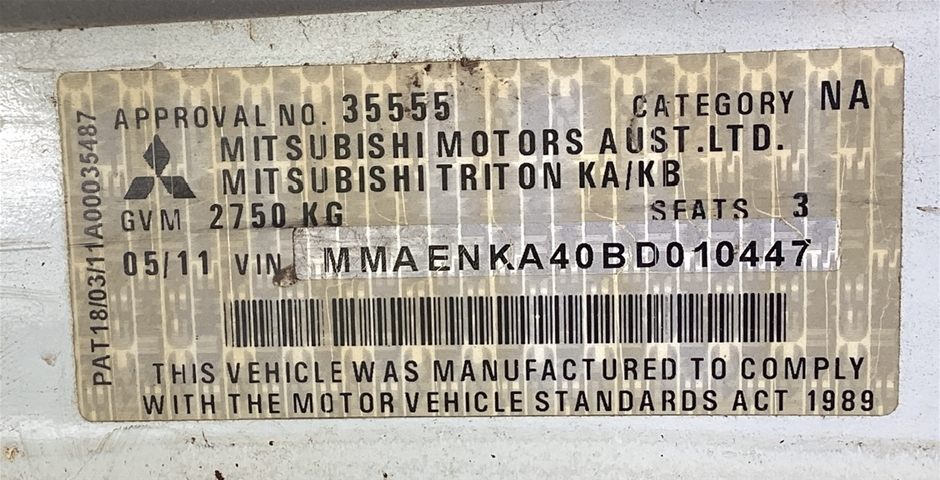 APPROVAL NO. 35555 CATEGORY NA
MITSUBISHI MOTORS AUST.LTD.
MITSUBISHI TRITON KA/KB
GVM 2750 KG SEATS 3
05/11 VIN MMAENKA40BD010447
THIS VEHICLE WAS MANUFACTURED TO COMPLY
WITH THE MOTOR VEHICLE STANDARDS ACT 1989
PAT18/03/11A00035487